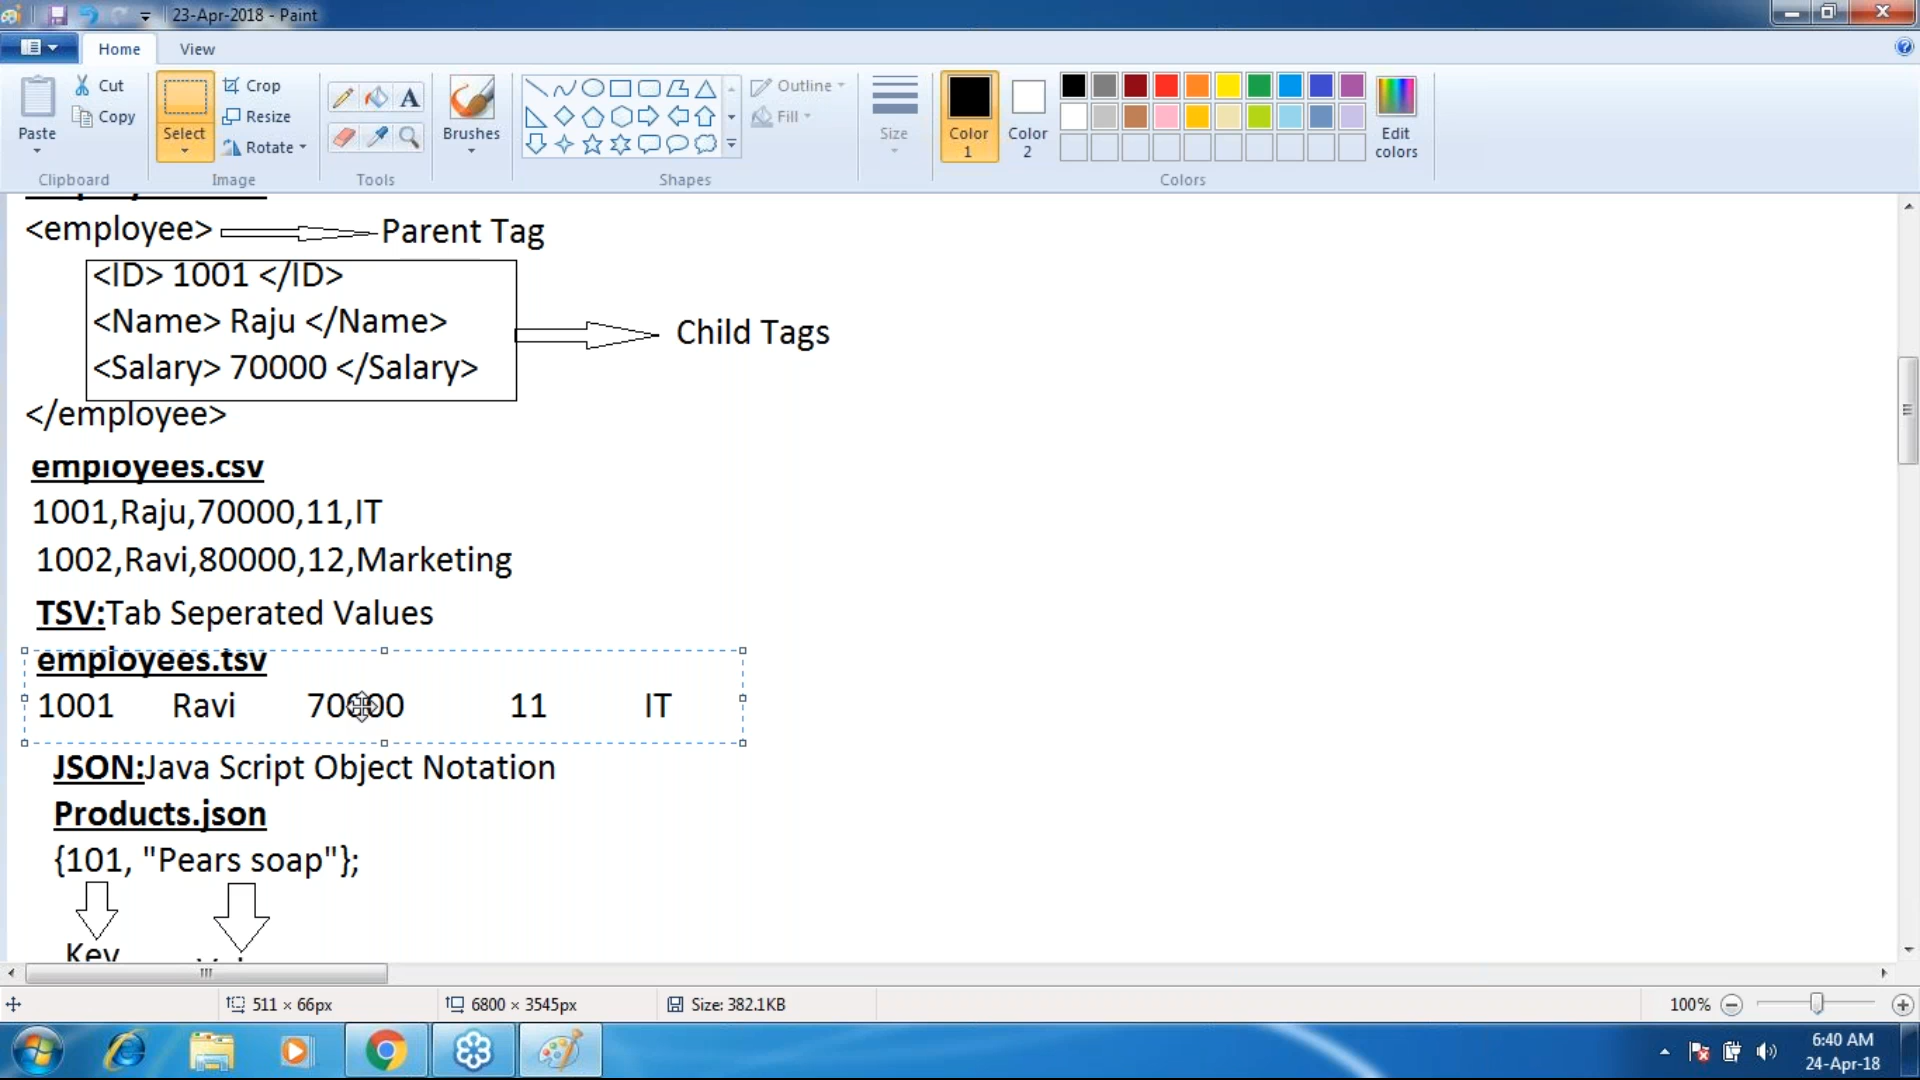 23-Apr-2018 - Paint
Home View
Paste
Cut
Copy
Clipboard
Select
Crop
Resize
Rotate
Image
A
Tools
Brushes
Shapes
Outline
Fill
Size
Color 1
Color 2
Edit colors
Colors
<employee> Parent Tag
<ID> 1001 </ID>
<Name> Raju </Name>
<Salary> 70000 </Salary>
Child Tags
</employee>
employees.csv
1001,Raju,70000,11,IT
1002,Ravi,80000,12,Marketing
TSV:Tab Seperated Values
employees.tsv
1001 Ravi 70000 11 IT
JSON:Java Script Object Notation
Products.json
{101, "Pears soap"};
Key
511 × 66px 6800 × 3545px Size: 382.1KB 100%
6:40 AM
24-Apr-18